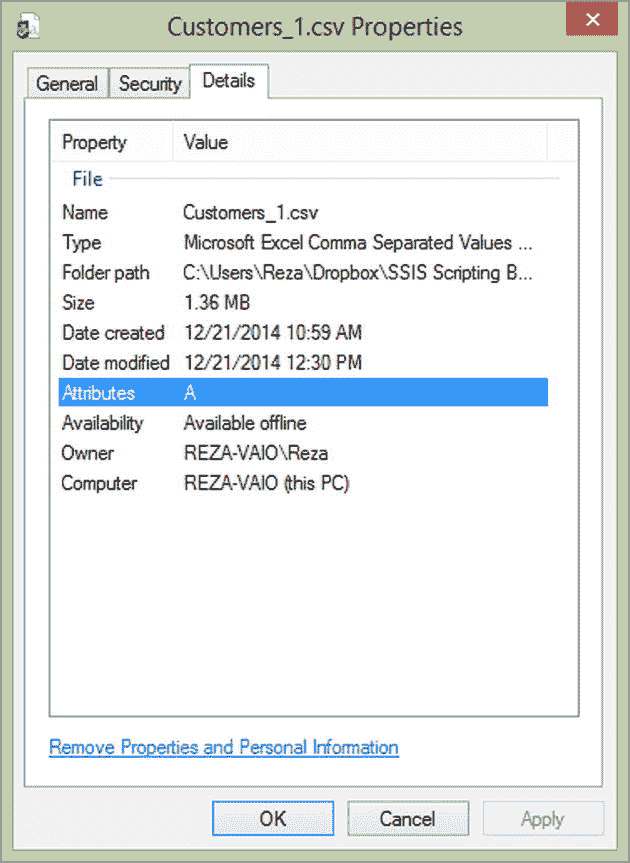 Customers_1.csv Properties
General Security Details
Property Value
File
Name Customers_1.csv
Type Microsoft Excel Comma Separated Values ...
Folder path C:\Users\Reza\Dropbox\SSIS Scripting B...
Size 1.36 MB
Date created 12/21/2014 10:59 AM
Date modified 12/21/2014 12:30 PM
Attributes A
Availability Available offline
Owner REZA-VAIO\Reza
Computer REZA-VAIO (this PC)
Remove Properties and Personal Information
OK Cancel Apply